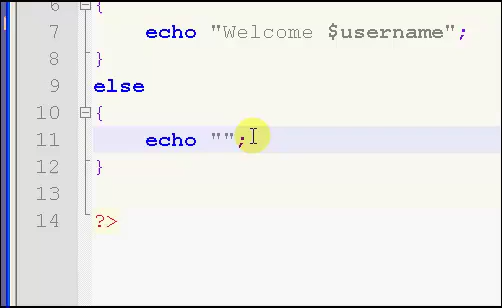 6 {
7 echo "Welcome $username";
8 }
9 else
10 {
11 echo "";
12 }
13
14 ?>